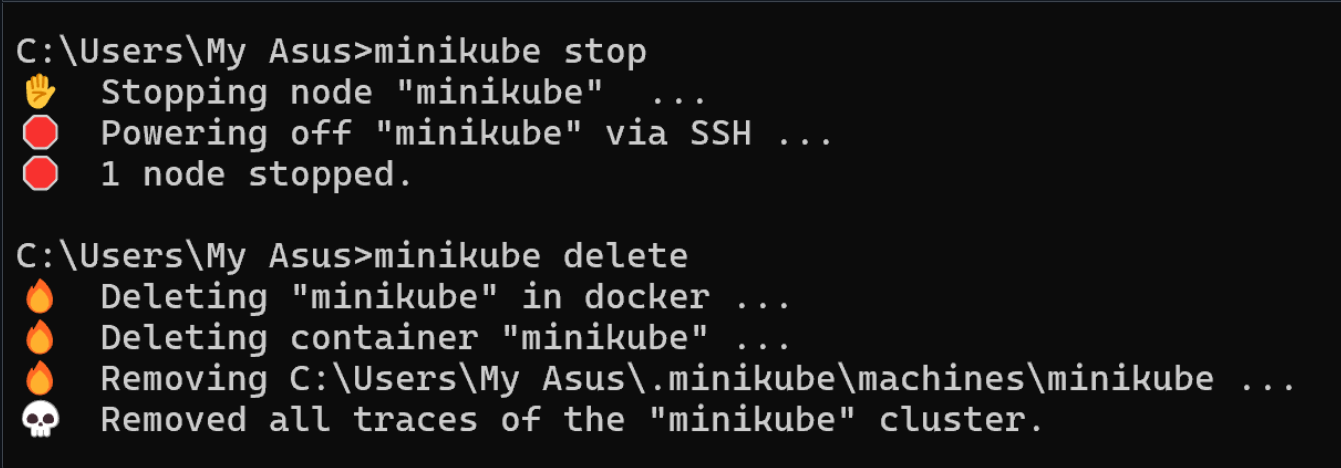 C:\Users\My Asus>minikube stop
✋ Stopping node "minikube" ...
🛑 Powering off "minikube" via SSH ...
🛑 1 node stopped.
C:\Users\My Asus>minikube delete
🔥 Deleting "minikube" in docker ...
🔥 Deleting container "minikube" ...
🔥 Removing C:\Users\My Asus\.minikube\machines\minikube ...
💀 Removed all traces of the "minikube" cluster.